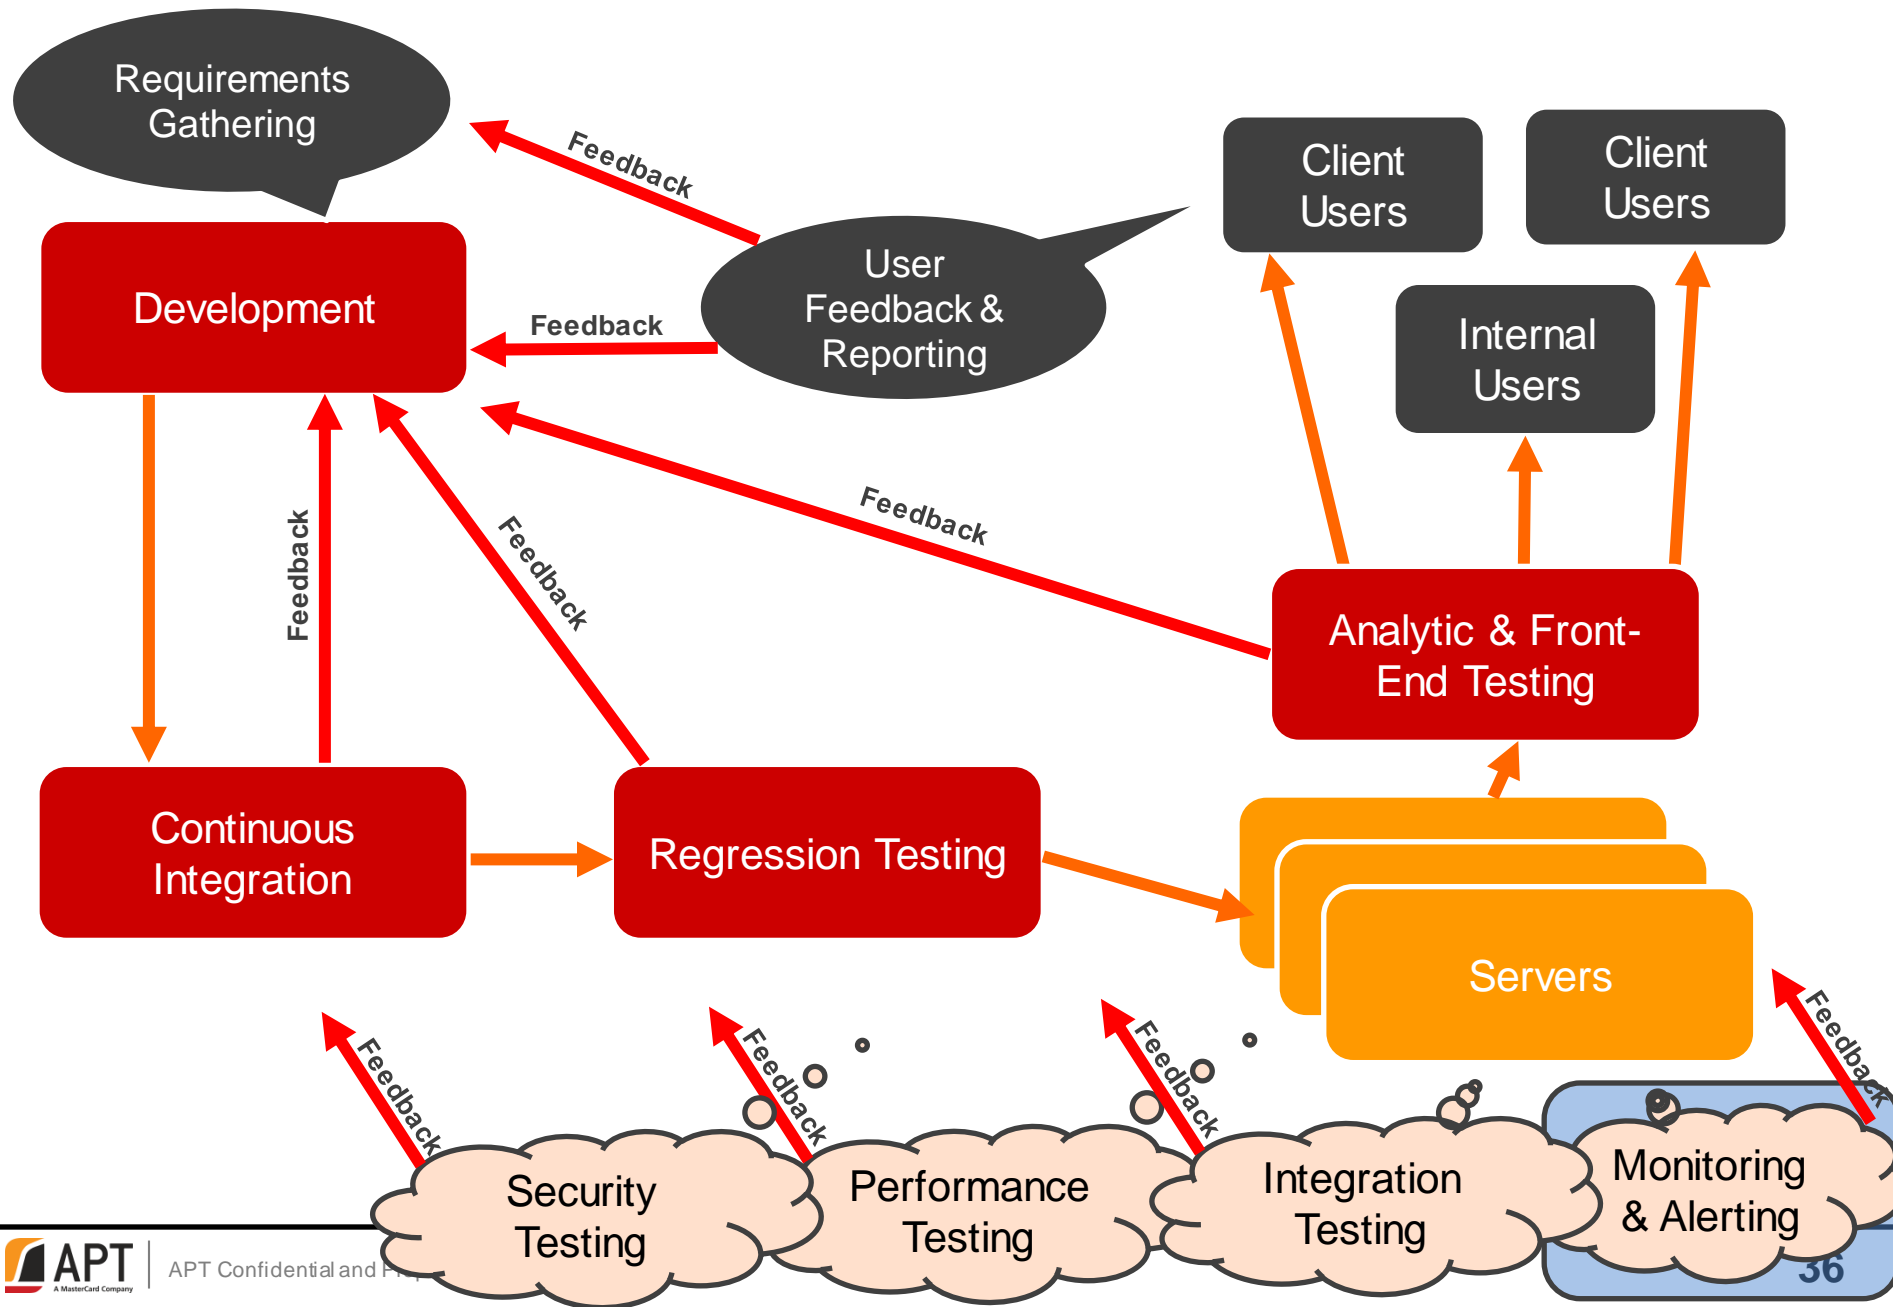 Requirements
Gathering
Feedback
Client
Users
Client
Users
User
Feedback &
Reporting
Development
Feedback
Internal
Users
Feedback
Feedback
Feedback
Analytic & Front-
End Testing
Continuous
Integration
Regression Testing
Servers
Feedback
Feedback
Feedback
Feedback
Security
Testing
Performance
Testing
Integration
Testing
Monitoring
& Alerting
APT
A MasterCard Company
APT Confidential and
36